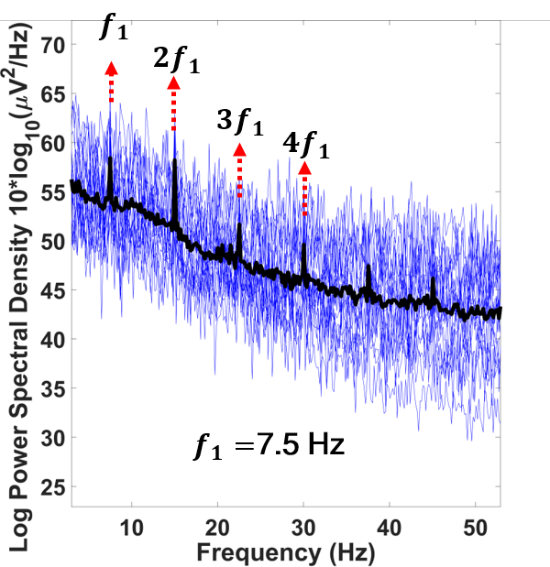 f₁
2f₁
3f₁
4f₁
Log Power Spectral Density 10*log₁₀(μV²/Hz)
70
65
60
55
50
45
40
35
30
25
f₁ =7.5 Hz
10 20 30 40 50
Frequency (Hz)